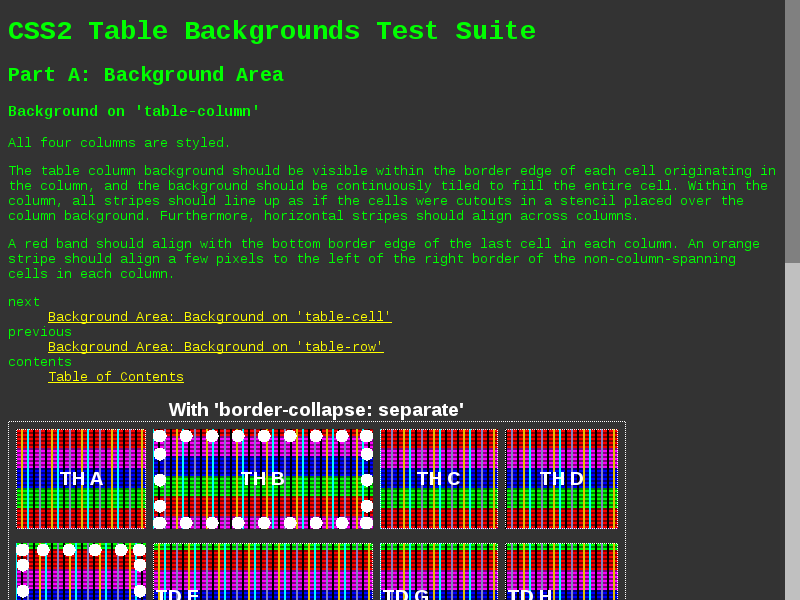 CSS2 Table Backgrounds Test Suite
Part A: Background Area
Background on 'table-column'
All four columns are styled.
The table column background should be visible within the border edge of each cell originating in
the column, and the background should be continuously tiled to fill the entire cell. Within the
column, all stripes should line up as if the cells were cutouts in a stencil placed over the
column background. Furthermore, horizontal stripes should align across columns.
A red band should align with the bottom border edge of the last cell in each column. An orange
stripe should align a few pixels to the left of the right border of the non-column-spanning
cells in each column.
next
Background Area: Background on 'table-cell'
previous
Background Area: Background on 'table-row'
contents
Table of Contents
With 'border-collapse: separate'
TH A TH B TH C TH D
TD G TD H